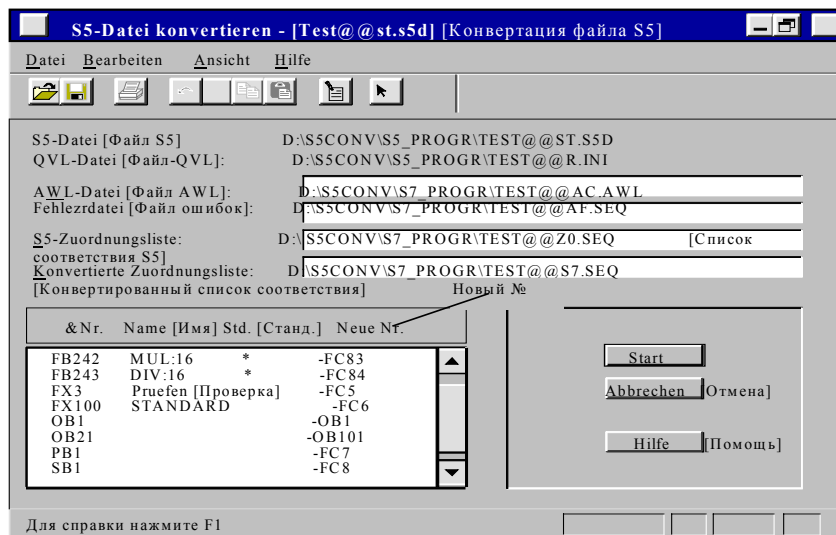 S5-Datei konvertieren - [Test@@st.s5d] [Конвертация файла S5]
Datei Bearbeiten Ansicht Hilfe
S5-Datei [Файл S5] D:\S5CONV\S5_PROGR\TEST@@ST.S5D
QVL-Datei [Файл-QVL]: D:\S5CONV\S5_PROGR\TEST@@R.INI
AWL-Datei [Файл AWL]: D:\S5CONV\S7_PROGR\TEST@@AC.AWL
Fehlezrdatei [Файл ошибок]: D:\S5CONV\S7_PROGR\TEST@@AF.SEQ
S5-Zuordnungsliste: D:\S5CONV\S7_PROGR\TEST@@Z0.SEQ [Список
соответствия S5]
Konvertierte Zuordnungsliste: D:\S5CONV\S7_PROGR\TEST@@S7.SEQ
[Конвертированный список соответствия] Новый №
&Nr. Name [Имя] Std. [Станд.] Neue Nr.
FB242 MUL:16 * -FC83
FB243 DIV:16 * -FC84
FX3 Pruefen [Проверка] -FC5
FX100 STANDARD -FC6
OB1 -OB1
OB21 -OB101
PB1 -FC7
SB1 -FC8
Start
Abbrechen [Отмена]
Hilfe [Помощь]
Для справки нажмите F1